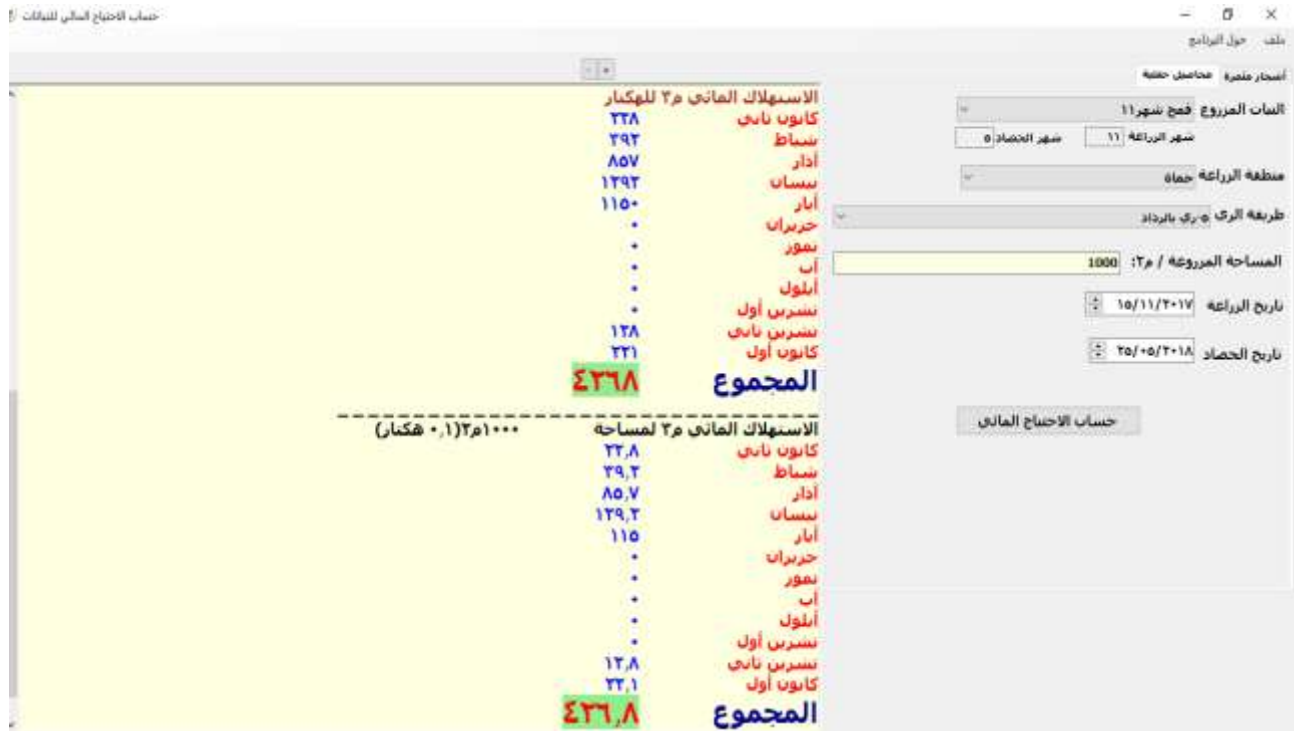 حساب الاحتياج المائي للنباتات
ملف حول البرنامج
أشجار مثمرة محاصيل حقلية
النبات المزروع قمح شهر١١
شهر الزراعة ١١ شهر الحصاد ٥
منطقة الزراعة حماة
طريقة الري ٥-ري بالرذاذ
المساحة المزروعة / م٢: 1000
تاريخ الزراعة ١٥/١١/٢٠١٧
تاريخ الحصاد ٢٥/٠٥/٢٠١٨
حساب الاحتياج المائي
+ -
الاستهلاك المائي م٣ للهكتار
كانون ثاني ٢٢٨
شباط ٣٩٢
آذار ٨٥٧
نيسان ١٢٩٢
أيار ١١٥٠
حزيران ٠
تموز ٠
آب ٠
أيلول ٠
تشرين أول ٠
تشرين ثاني ١٢٨
كانون أول ٢٢١
المجموع ٤٢٦٨
الاستهلاك المائي م٣ لمساحة ١٠٠٠م٢(٠,١ هكتار)
كانون ثاني ٢٢,٨
شباط ٣٩,٢
آذار ٨٥,٧
نيسان ١٢٩,٢
أيار ١١٥
حزيران ٠
تموز ٠
آب ٠
أيلول ٠
تشرين أول ٠
تشرين ثاني ١٢,٨
كانون أول ٢٢,١
المجموع ٤٢٦,٨